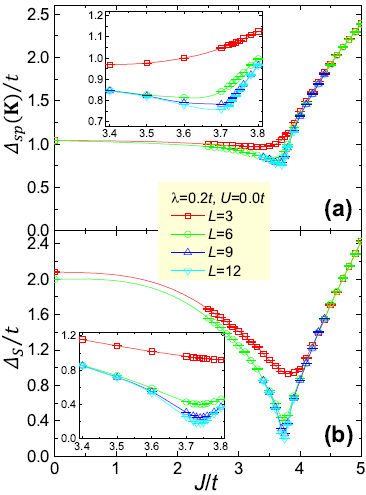 Δsp(K)/t
2.5
2.0
1.5
1.0
0.5
0.0
1.2
1.1
1.0
0.9
0.8
0.7
3.4 3.5 3.6 3.7 3.8
(a)
λ=0.2t, U=0.0t
L=3
L=6
L=9
L=12
Δs/t
2.4
2.0
1.6
1.2
0.8
0.4
0.0
1.2
0.8
0.4
0.0
3.4 3.5 3.6 3.7 3.8
(b)
0 1 2 3 4 5
J/t